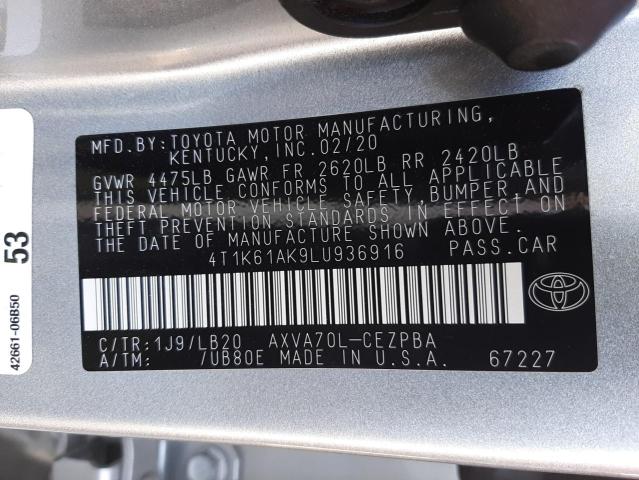 MFD.BY:TOYOTA MOTOR MANUFACTURING,
KENTUCKY,INC.02/20
GVWR 4475LB GAWR FR 2620LB RR 2420LB
THIS VEHICLE CONFORMS TO ALL APPLICABLE
FEDERAL MOTOR VEHICLE SAFETY,BUMPER,AND
THEFT PREVENTION STANDARDS IN EFFECT ON
THE DATE OF MANUFACTURE SHOWN ABOVE.
4T1K61AK9LU936916 PASS.CAR
C/TR:1J9/LB20 AXVA70L-CEZPBA
A/TM: /UB80E MADE IN U.S.A. 67227
53
42661-06B50